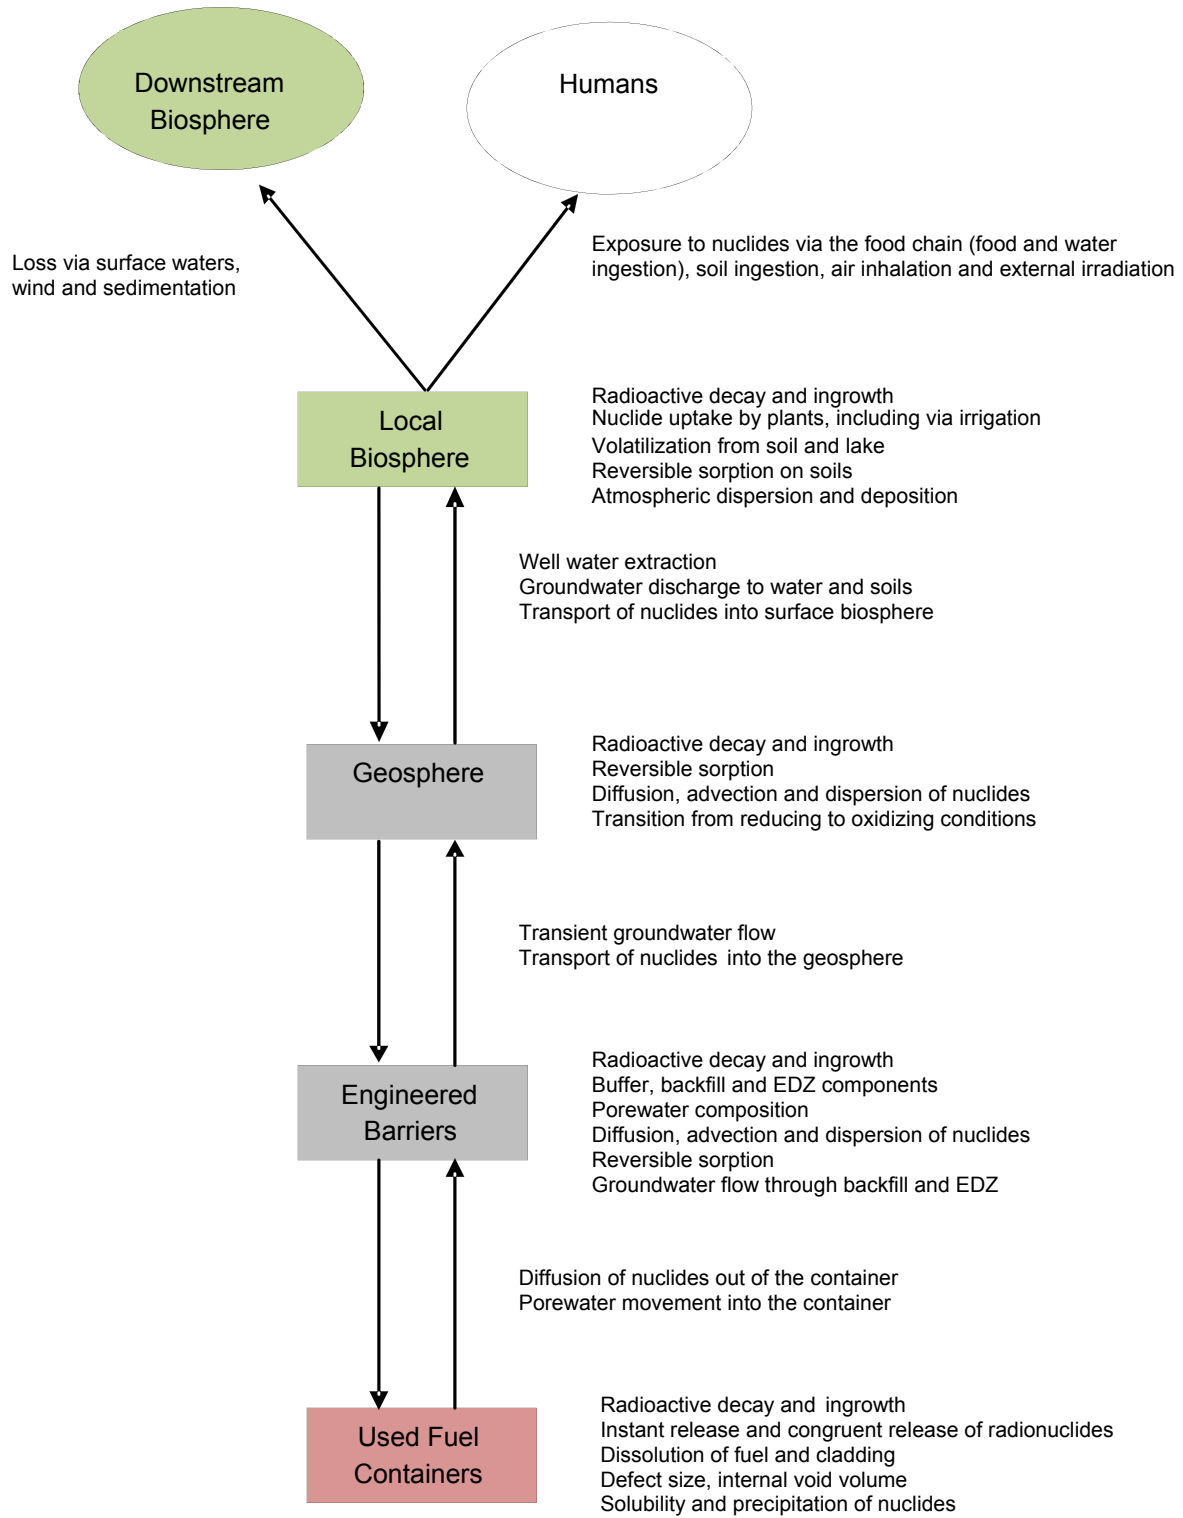 Downstream
Biosphere
Humans
Loss via surface waters,
wind and sedimentation
Exposure to nuclides via the food chain (food and water
ingestion), soil ingestion, air inhalation and external irradiation
Local
Biosphere
Radioactive decay and ingrowth
Nuclide uptake by plants, including via irrigation
Volatilization from soil and lake
Reversible sorption on soils
Atmospheric dispersion and deposition
Well water extraction
Groundwater discharge to water and soils
Transport of nuclides into surface biosphere
Geosphere
Radioactive decay and ingrowth
Reversible sorption
Diffusion, advection and dispersion of nuclides
Transition from reducing to oxidizing conditions
Transient groundwater flow
Transport of nuclides into the geosphere
Engineered
Barriers
Radioactive decay and ingrowth
Buffer, backfill and EDZ components
Porewater composition
Diffusion, advection and dispersion of nuclides
Reversible sorption
Groundwater flow through backfill and EDZ
Diffusion of nuclides out of the container
Porewater movement into the container
Used Fuel
Containers
Radioactive decay and ingrowth
Instant release and congruent release of radionuclides
Dissolution of fuel and cladding
Defect size, internal void volume
Solubility and precipitation of nuclides